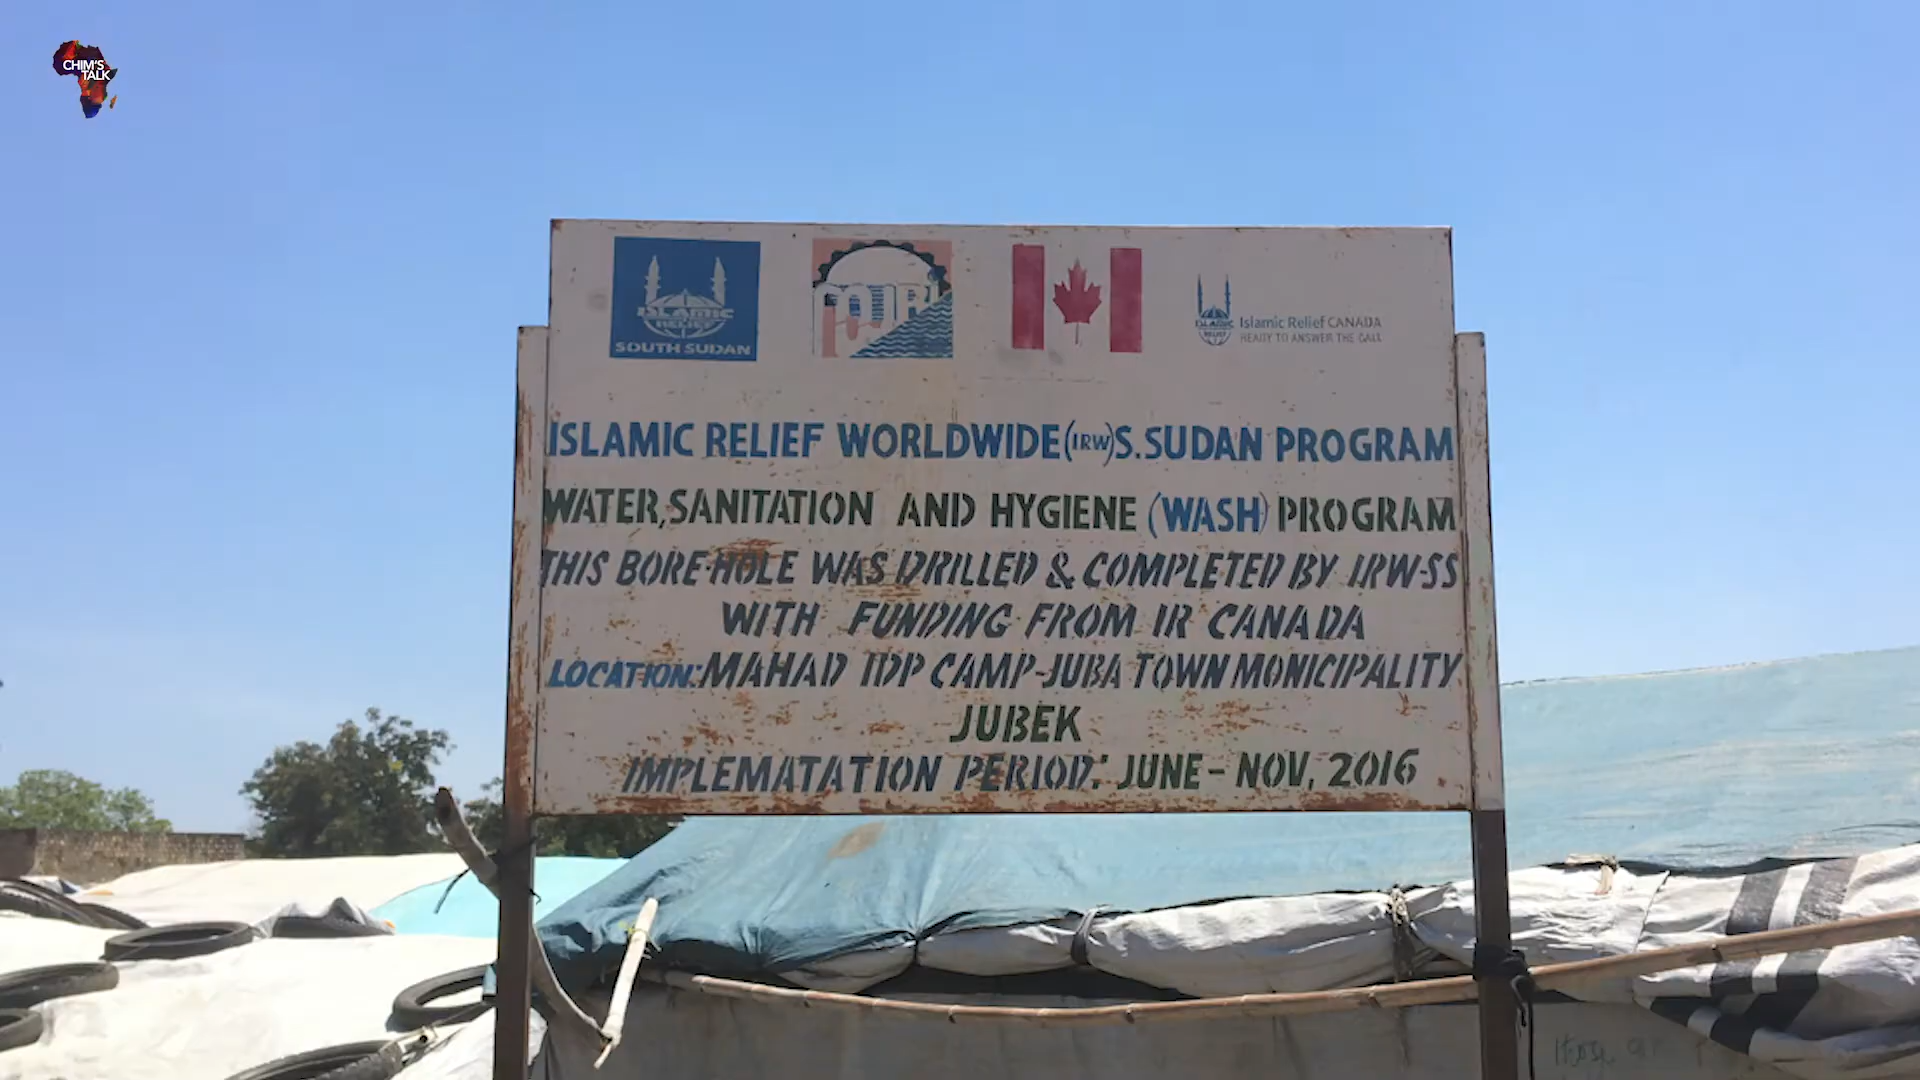 CHIM'S
TALK
ISLAMIC
RELIEF
SOUTH SUDAN
Islamic Relief CANADA
READY TO ANSWER THE CALL
ISLAMIC RELIEF WORLDWIDE (IRW) S.SUDAN PROGRAM
WATER, SANITATION AND HYGIENE (WASH) PROGRAM
THIS BORE-HOLE WAS DRILLED & COMPLETED BY IRW-SS
WITH FUNDING FROM IR CANADA
LOCATION: MAHAD IDP CAMP-JUBA TOWN MONICIPALITY
JUBEK
IMPLEMATATION PERIOD: JUNE - NOV, 2016